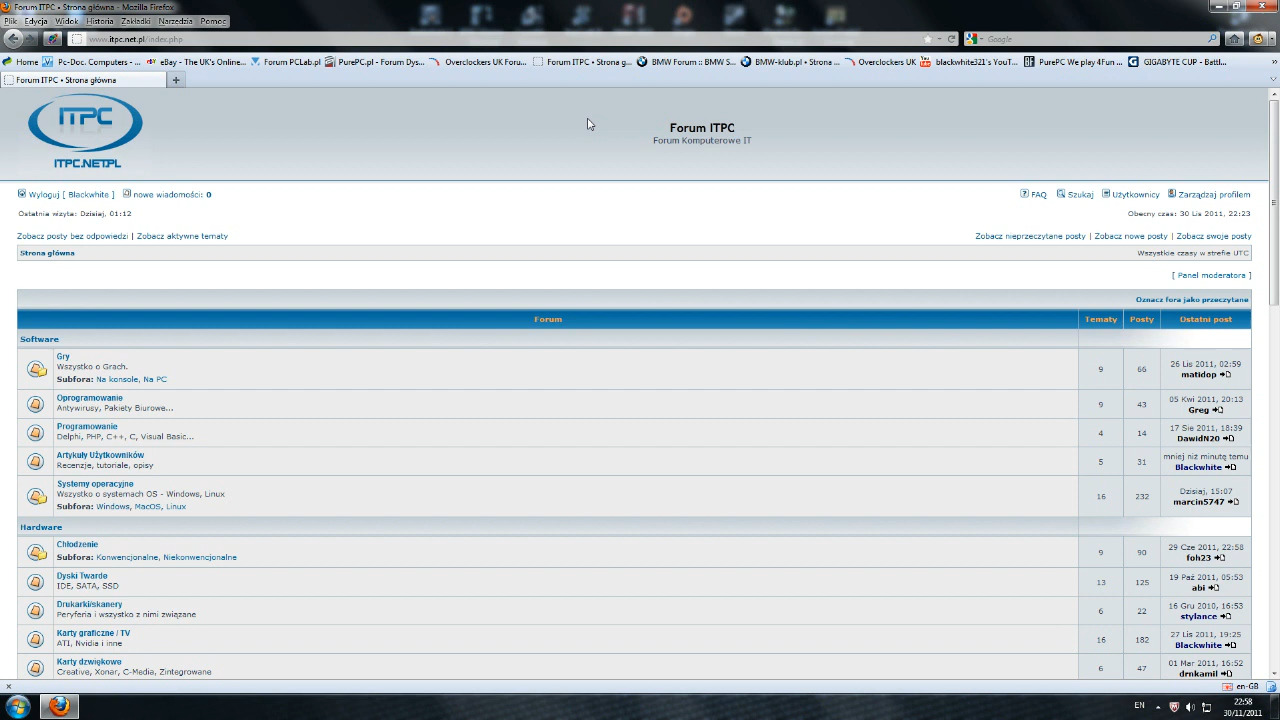 Forum ITPC • Strona główna - Mozilla Firefox
Plik Edycja Widok Historia Zakładki Narzędzia Pomoc
www.itpc.net.pl/index.php
Google
Home Pc-Doc. Computers - ... eBay - The UK's Online... Forum PCLab.pl PurePC.pl - Forum Dys... Overclockers UK Foru... Forum ITPC • Strona g... BMW Forum :: BMW S... BMW-klub.pl • Strona ... Overclockers UK blackwhite321's YouT... PurePC We play 4Fun ... GIGABYTE CUP - Battl...
Forum ITPC • Strona główna
ITPC
ITPC.NET.PL
Forum ITPC
Forum Komputerowe IT
Wyloguj [ Blackwhite ] nowe wiadomości: 0
FAQ Szukaj Użytkownicy Zarządzaj profilem
Ostatnia wizyta: Dzisiaj, 01:12
Obecny czas: 30 Lis 2011, 22:23
Zobacz posty bez odpowiedzi | Zobacz aktywne tematy
Zobacz nieprzeczytane posty | Zobacz nowe posty | Zobacz swoje posty
Strona główna
Wszystkie czasy w strefie UTC
[ Panel moderatora ]
Oznacz fora jako przeczytane
Forum Tematy Posty Ostatni post
Software
Gry
Wszystko o Grach.
Subfora: Na konsole, Na PC
9 66
26 Lis 2011, 02:59
matidop
Oprogramowanie
Antywirusy, Pakiety Biurowe...
9 43
05 Kwi 2011, 20:13
Greg
Programowanie
Delphi, PHP, C++, C, Visual Basic...
4 14
17 Sie 2011, 18:39
DawidN20
Artykuły Użytkowników
Recenzje, tutoriale, opisy
5 31
mniej niż minutę temu
Blackwhite
Systemy operacyjne
Wszystko o systemach OS - Windows, Linux
Subfora: Windows, MacOS, Linux
16 232
Dzisiaj, 15:07
marcin5747
Hardware
Chłodzenie
Subfora: Konwencjonalne, Niekonwencjonalne
9 90
29 Cze 2011, 22:58
foh23
Dyski Twarde
IDE, SATA, SSD
13 125
19 Paź 2011, 05:53
abi
Drukarki/skanery
Peryferia i wszystko z nimi związane
6 22
16 Gru 2010, 16:53
stylance
Karty graficzne / TV
ATI, Nvidia i inne
16 182
27 Lis 2011, 19:25
Blackwhite
Karty dzwiękowe
Creative, Xonar, C-Media, Zintegrowane
6 47
01 Mar 2011, 16:52
drnkamil
en-GB
EN
22:58
30/11/2011